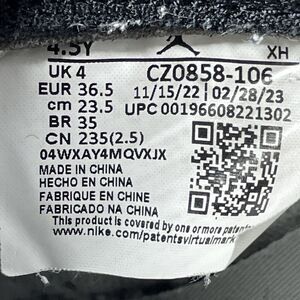 4.5Y XH
UK 4 CZ0858-106
EUR 36.5 11/15/22 02/28/23
cm 23.5 UPC 00196608221302
BR 35
CN 235(2.5)
04WXAY4MQVXJX
MADE IN CHINA
HECHO EN CHINA
FABRIQUE EN CHINE
FABRICADO EN CHINA
This product is covered by one or more patents. See
www.nike.com/patentsvirtualmark